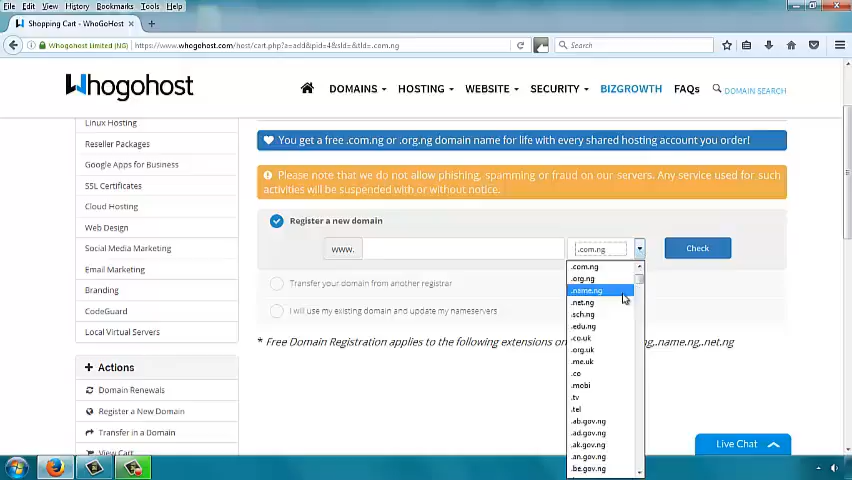 File Edit View History Bookmarks Tools Help
Shopping Cart - WhoGoHost
Whogohost Limited (NG)
https://www.whogohost.com/host/cart.php?a=add&pid=4&sld=&tld=.com.ng
Search
Whogohost
DOMAINS
HOSTING
WEBSITE
SECURITY
BIZGROWTH
FAQs
DOMAIN SEARCH
Linux Hosting
Reseller Packages
Google Apps for Business
SSL Certificates
Cloud Hosting
Web Design
Social Media Marketing
Email Marketing
Branding
CodeGuard
Local Virtual Servers
Actions
Domain Renewals
Register a New Domain
Transfer in a Domain
View Cart
You get a free .com.ng or .org.ng domain name for life with every shared hosting account you order!
Please note that we do not allow phishing, spamming or fraud on our servers. Any service used for such
activities will be suspended with or without notice.
Register a new domain
www.
.com.ng
Check
Transfer your domain from another registrar
I will use my existing domain and update my nameservers
* Free Domain Registration applies to the following extensions on
.name.ng,.net.ng
.com.ng
.org.ng
.name.ng
.net.ng
.sch.ng
.edu.ng
.co.uk
.org.uk
.me.uk
.co
.mobi
.tv
.tel
.ab.gov.ng
.ad.gov.ng
.ak.gov.ng
.an.gov.ng
.be.gov.ng
Live Chat